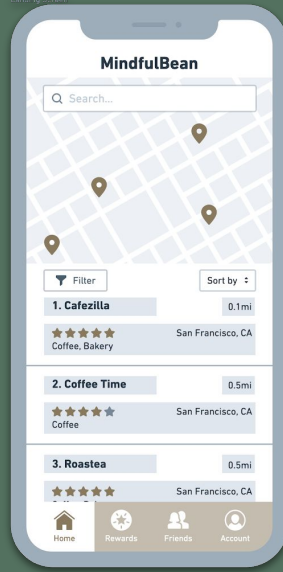 MindfulBean
Search...
Filter
Sort by
1. Cafezilla
0.1mi
San Francisco, CA
Coffee, Bakery
2. Coffee Time
0.5mi
San Francisco, CA
Coffee
3. Roastea
0.5mi
San Francisco, CA
Home
Rewards
Friends
Account